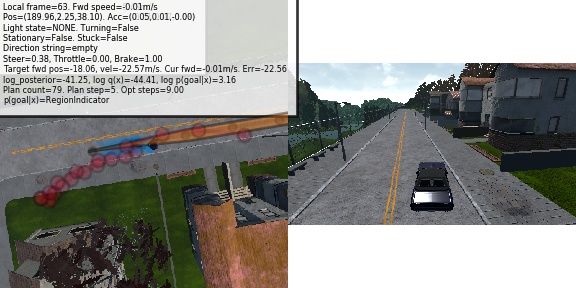 Local frame=63. Fwd speed=-0.01m/s
Pos=(189.96,2.25,38.10). Acc=(0.05,0.01,-0.00)
Light state=NONE. Turning=False
Stationary=False. Stuck=False
Direction string=empty
Steer=0.38, Throttle=0.00, Brake=1.00
Target fwd pos=-18.06, vel=-22.57m/s. Cur fwd=-0.01m/s. Err=-22.56
log_posterior=-41.25, log q(x)=-44.41, log p(goal|x)=3.16
Plan count=79. Plan step=5. Opt steps=9.00
p(goal|x)=RegionIndicator